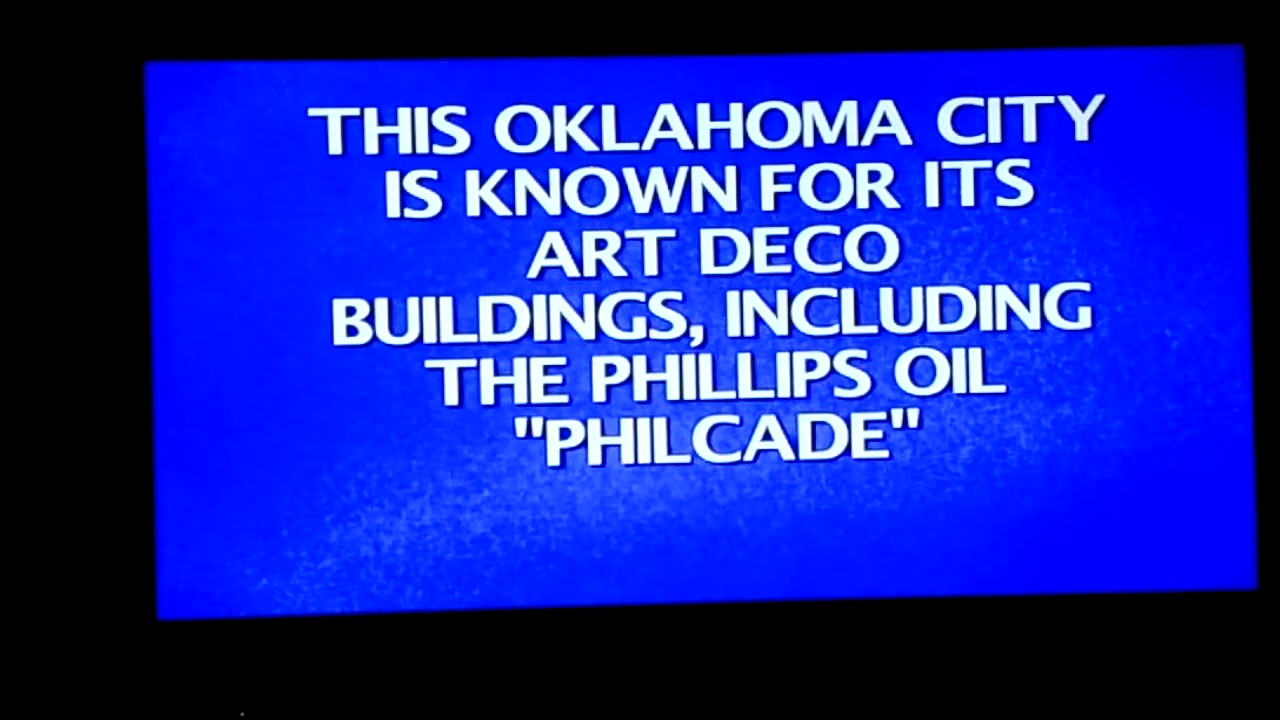 THIS OKLAHOMA CITY
IS KNOWN FOR ITS
ART DECO
BUILDINGS, INCLUDING
THE PHILLIPS OIL
"PHILCADE"